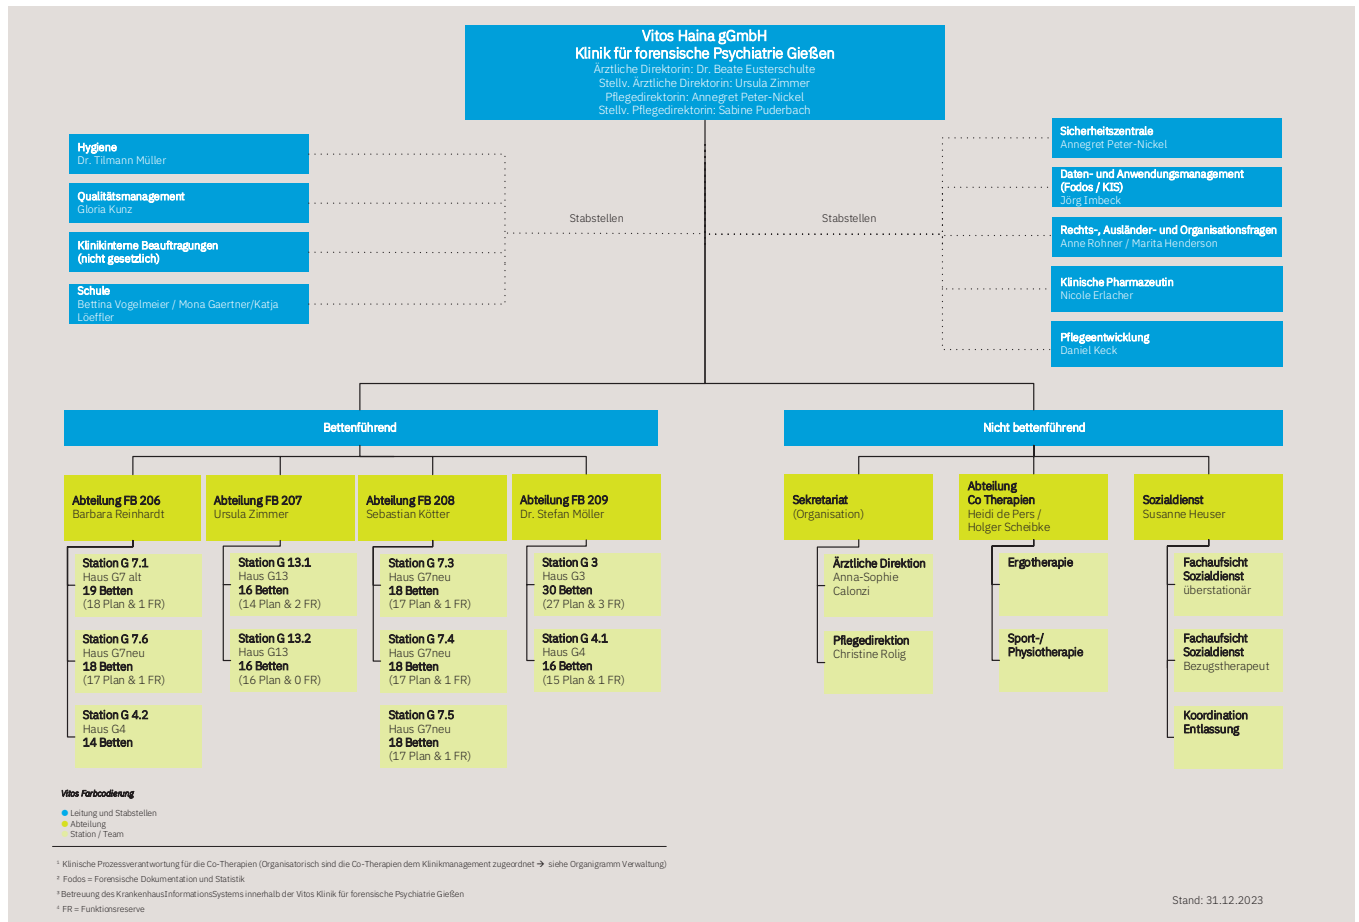 Vitos Haina gGmbH
Klinik für forensische Psychiatrie Gießen
Ärztliche Direktorin: Dr. Beate Eusterschulte
Stellv. Ärztliche Direktorin: Ursula Zimmer
Pflegedirektorin: Annegret Peter-Nickel
Stellv. Pflegedirektorin: Sabine Puderbach
Hygiene
Dr. Tilmann Müller
Qualitätsmanagement
Gloria Kunz
Klinikinterne Beauftragungen
(nicht gesetzlich)
Schule
Bettina Vogelmeier / Mona Gaertner/Katja
Löeffler
Stabstellen
Stabstellen
Sicherheitszentrale
Annegret Peter-Nickel
Daten- und Anwendungsmanagement
(Fodos / KIS)
Jörg Imbeck
Rechts-, Ausländer- und Organisationsfragen
Anne Rohner / Marita Henderson
Klinische Pharmazeutin
Nicole Erlacher
Pflegeentwicklung
Daniel Keck
Bettenführend
Abteilung FB 206
Barbara Reinhardt
Station G 7.1
Haus G7 alt
19 Betten
(18 Plan & 1 FR)
Station G 7.6
Haus G7neu
18 Betten
(17 Plan & 1 FR)
Station G 4.2
Haus G4
14 Betten
Abteilung FB 207
Ursula Zimmer
Station G 13.1
Haus G13
16 Betten
(14 Plan & 2 FR)
Station G 13.2
Haus G13
16 Betten
(16 Plan & 0 FR)
Abteilung FB 208
Sebastian Kötter
Station G 7.3
Haus G7neu
18 Betten
(17 Plan & 1 FR)
Station G 7.4
Haus G7neu
18 Betten
(17 Plan & 1 FR)
Station G 7.5
Haus G7neu
18 Betten
(17 Plan & 1 FR)
Abteilung FB 209
Dr. Stefan Möller
Station G 3
Haus G3
30 Betten
(27 Plan & 3 FR)
Station G 4.1
Haus G4
16 Betten
(15 Plan & 1 FR)
Nicht bettenführend
Sekretariat
(Organisation)
Ärztliche Direktion
Anna-Sophie
Calonzi
Pflegedirektion
Christine Rolig
Abteilung
Co Therapien
Heidi de Pers /
Holger Scheibke
Ergotherapie
Sport-/
Physiotherapie
Sozialdienst
Susanne Heuser
Fachaufsicht
Sozialdienst
überstationär
Fachaufsicht
Sozialdienst
Bezugstherapeut
Koordination
Entlassung
Vitos Farbcodierung
Leitung und Stabstellen
Abteilung
Station / Team
¹ Klinische Prozessverantwortung für die Co-Therapien (Organisatorisch sind die Co-Therapien dem Klinikmanagement zugeordnet → siehe Organigramm Verwaltung)
² Fodos = Forensische Dokumentation und Statistik
³ Betreuung des KrankenhausInformationsSystems innerhalb der Vitos Klinik für forensische Psychiatrie Gießen
⁴ FR = Funktionsreserve
Stand: 31.12.2023